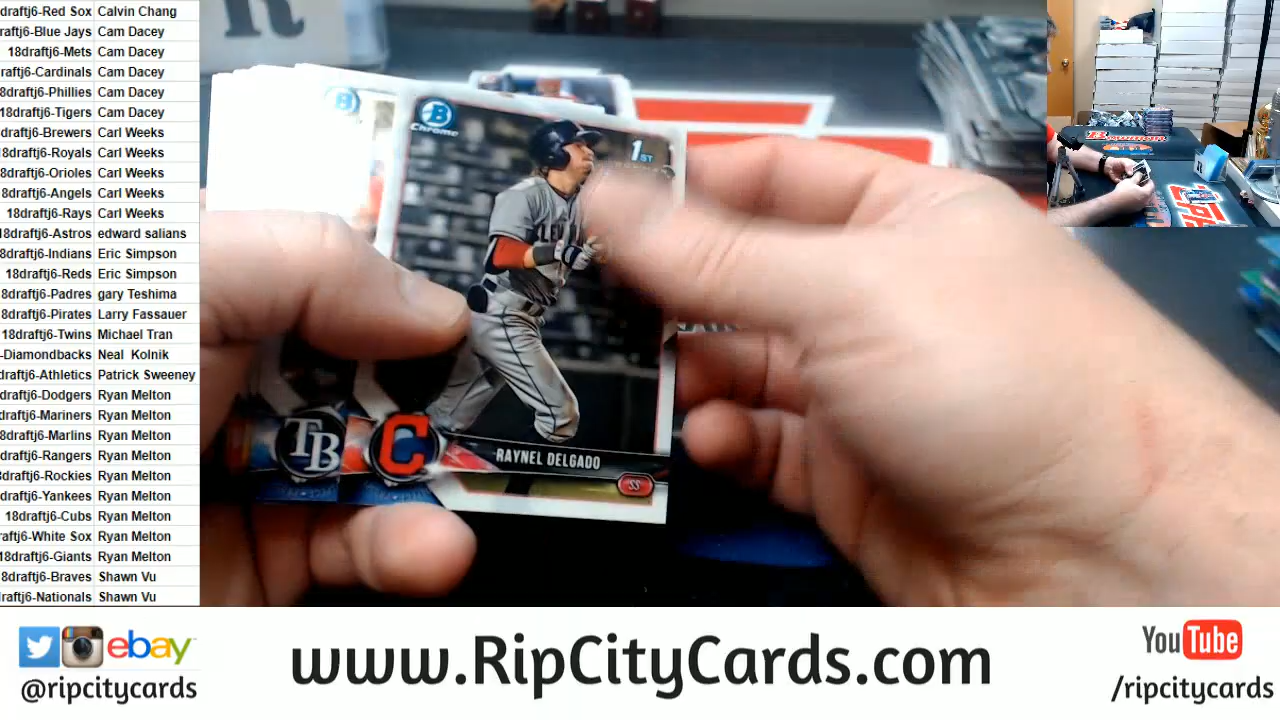 draftj6-Red Sox Calvin Chang
raftj6-Blue Jays Cam Dacey
18draftj6-Mets Cam Dacey
raftj6-Cardinals Cam Dacey
8draftj6-Phillies Cam Dacey
18draftj6-Tigers Cam Dacey
draftj6-Brewers Carl Weeks
18draftj6-Royals Carl Weeks
8draftj6-Orioles Carl Weeks
8draftj6-Angels Carl Weeks
18draftj6-Rays Carl Weeks
18draftj6-Astros edward salians
8draftj6-Indians Eric Simpson
18draftj6-Reds Eric Simpson
8draftj6-Padres gary Teshima
8draftj6-Pirates Larry Fassauer
18draftj6-Twins Michael Tran
-Diamondbacks Neal Kolnik
draftj6-Athletics Patrick Sweeney
draftj6-Dodgers Ryan Melton
draftj6-Mariners Ryan Melton
8draftj6-Marlins Ryan Melton
draftj6-Rangers Ryan Melton
draftj6-Rockies Ryan Melton
draftj6-Yankees Ryan Melton
18draftj6-Cubs Ryan Melton
raftj6-White Sox Ryan Melton
18draftj6-Giants Ryan Melton
8draftj6-Braves Shawn Vu
raftj6-Nationals Shawn Vu
R
B
Chrome
1ST
TB
C
RAYNEL DELGADO
SS
ebay
@ripcitycards
www.RipCityCards.com
YouTube
/ripcitycards